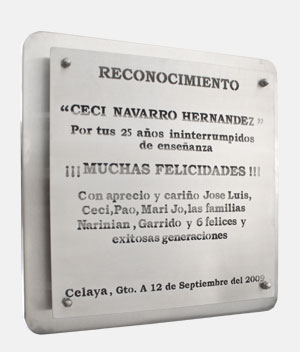 RECONOCIMIENTO
"CECI NAVARRO HERNANDEZ"
Por tus 25 años ininterrumpidos
de enseñanza
¡¡¡MUCHAS FELICIDADES!!!
Con aprecio y cariño Jose Luis,
Ceci,Pao, Mari Jo,las familias
Narinian, Garrido y 6 felices y
exitosas generaciones
Celaya, Gto. A 12 de Septiembre del 2009